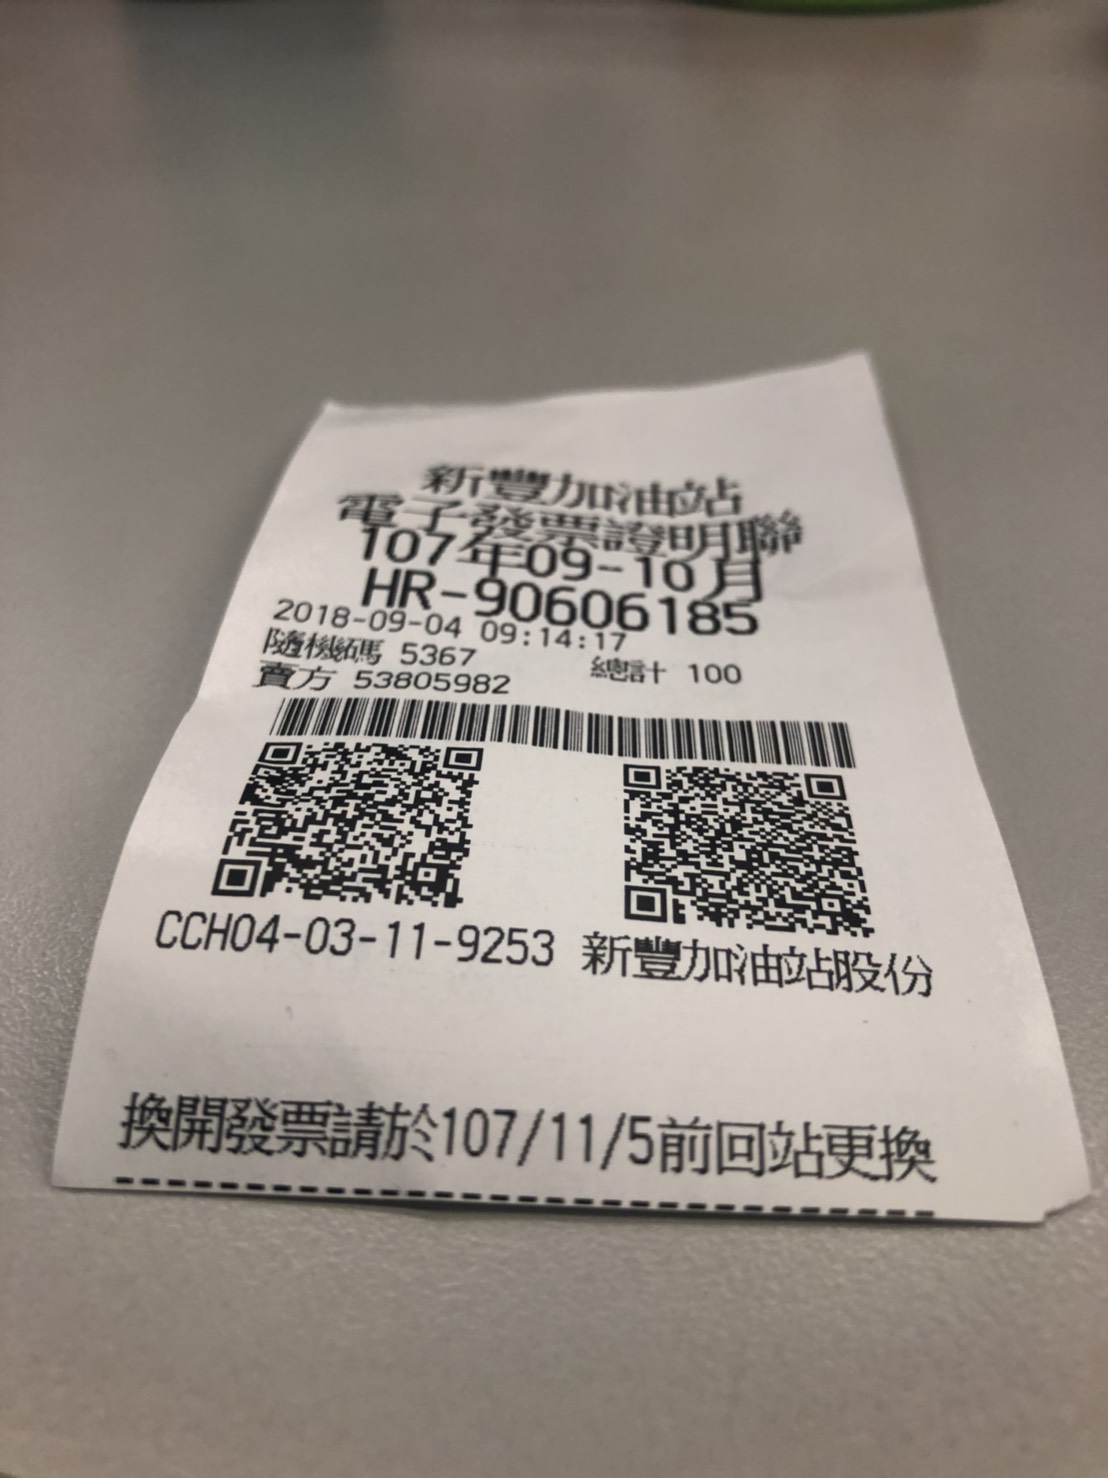 新豐加油站
電子發票證明聯
107年09-10月
HR-90606185
2018-09-04 09:14:17
隨機碼 5367 總計 100
賣方 53805982
CCH04-03-11-9253 新豐加油站股份
換開發票請於107/11/5前回站更換